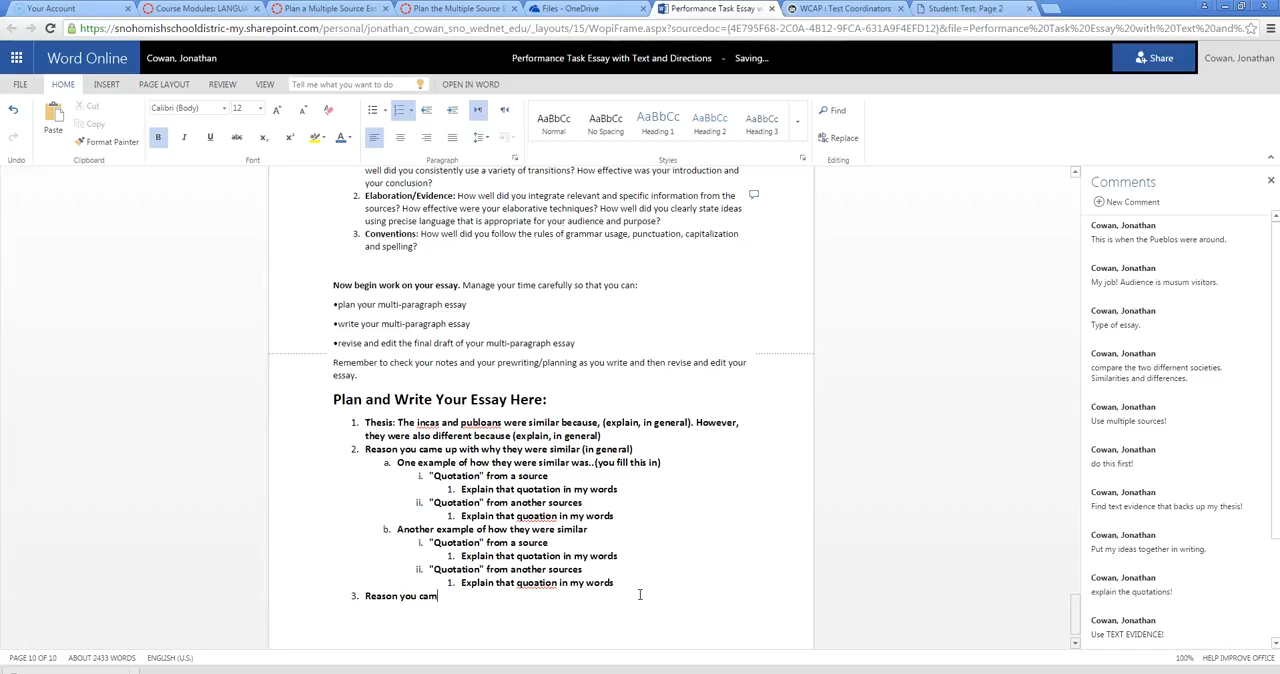 Your Account
Course Modules: LANGUA
Plan a Multiple Source Es
Plan the Multiple Source E
Files - OneDrive
Performance Task Essay w
WCAP : Test Coordinators
Student: Test, Page 2
https://snohomishschooldistric-my.sharepoint.com/personal/jonathan_cowan_sno_wednet_edu/_layouts/15/WopiFrame.aspx?sourcedoc={4E795F68-2C0A-4B12-9FCA-631A9F4EFD12}&file=Performance%20Task%20Essay%20with%20Text%20and%.
Word Online
Cowan, Jonathan
Performance Task Essay with Text and Directions - Saving...
Share
Cowan, Jonathan
FILE HOME INSERT PAGE LAYOUT REVIEW VIEW Tell me what you want to do OPEN IN WORD
Paste
Cut
Copy
Format Painter
Calibri (Body) 12
AaBbCc Normal
AaBbCc No Spacing
AaBbCc Heading 1
AaBbCc Heading 2
AaBbCc Heading 3
Find
Replace
Undo Clipboard Font Paragraph Styles Editing
well did you consistently use a variety of transitions? How effective was your introduction and
your conclusion?
2. Elaboration/Evidence: How well did you integrate relevant and specific information from the
sources? How effective were your elaborative techniques? How well did you clearly state ideas
using precise language that is appropriate for your audience and purpose?
3. Conventions: How well did you follow the rules of grammar usage, punctuation, capitalization
and spelling?
Now begin work on your essay. Manage your time carefully so that you can:
•plan your multi-paragraph essay
•write your multi-paragraph essay
•revise and edit the final draft of your multi-paragraph essay
Remember to check your notes and your prewriting/planning as you write and then revise and edit your
essay.
Plan and Write Your Essay Here:
1. Thesis: The incas and publoans were similar because, (explain, in general). However,
they were also different because (explain, in general)
2. Reason you came up with why they were similar (in general)
a. One example of how they were similar was..(you fill this in)
i. "Quotation" from a source
1. Explain that quotation in my words
ii. "Quotation" from another sources
1. Explain that quoation in my words
b. Another example of how they were similar
i. "Quotation" from a source
1. Explain that quotation in my words
ii. "Quotation" from another sources
1. Explain that quoation in my words
3. Reason you cam
Comments
New Comment
Cowan, Jonathan
This is when the Pueblos were around.
Cowan, Jonathan
My job! Audience is musum visitors.
Cowan, Jonathan
Type of essay.
Cowan, Jonathan
compare the two differrent societies.
Similarities and differences.
Cowan, Jonathan
Use multiple sources!
Cowan, Jonathan
do this first!
Cowan, Jonathan
Find text evidence that backs up my thesis!
Cowan, Jonathan
Put my ideas together in writing.
Cowan, Jonathan
explain the quotations!
Cowan, Jonathan
Use TEXT EVIDENCE!
PAGE 10 OF 10 ABOUT 2433 WORDS ENGLISH (U.S.) 100% HELP IMPROVE OFFICE